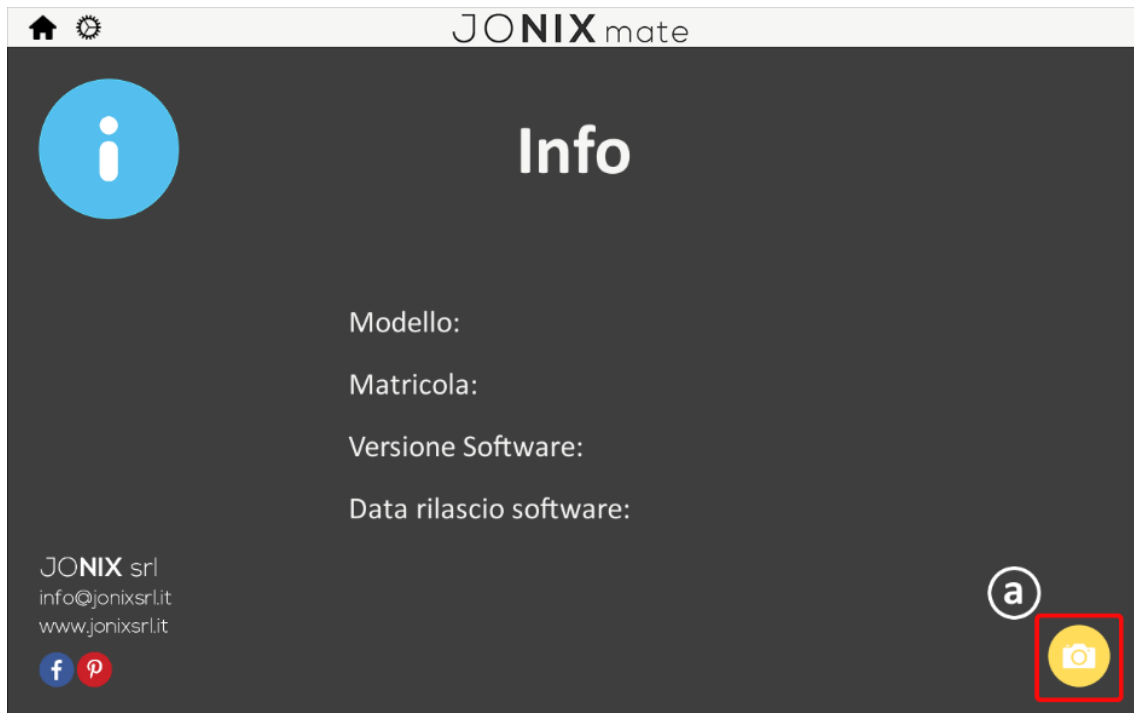 JONIX mate
Info
Modello:
Matricola:
Versione Software:
Data rilascio software:
JONIX srl
info@jonixsrl.it
www.jonixsrl.it
a